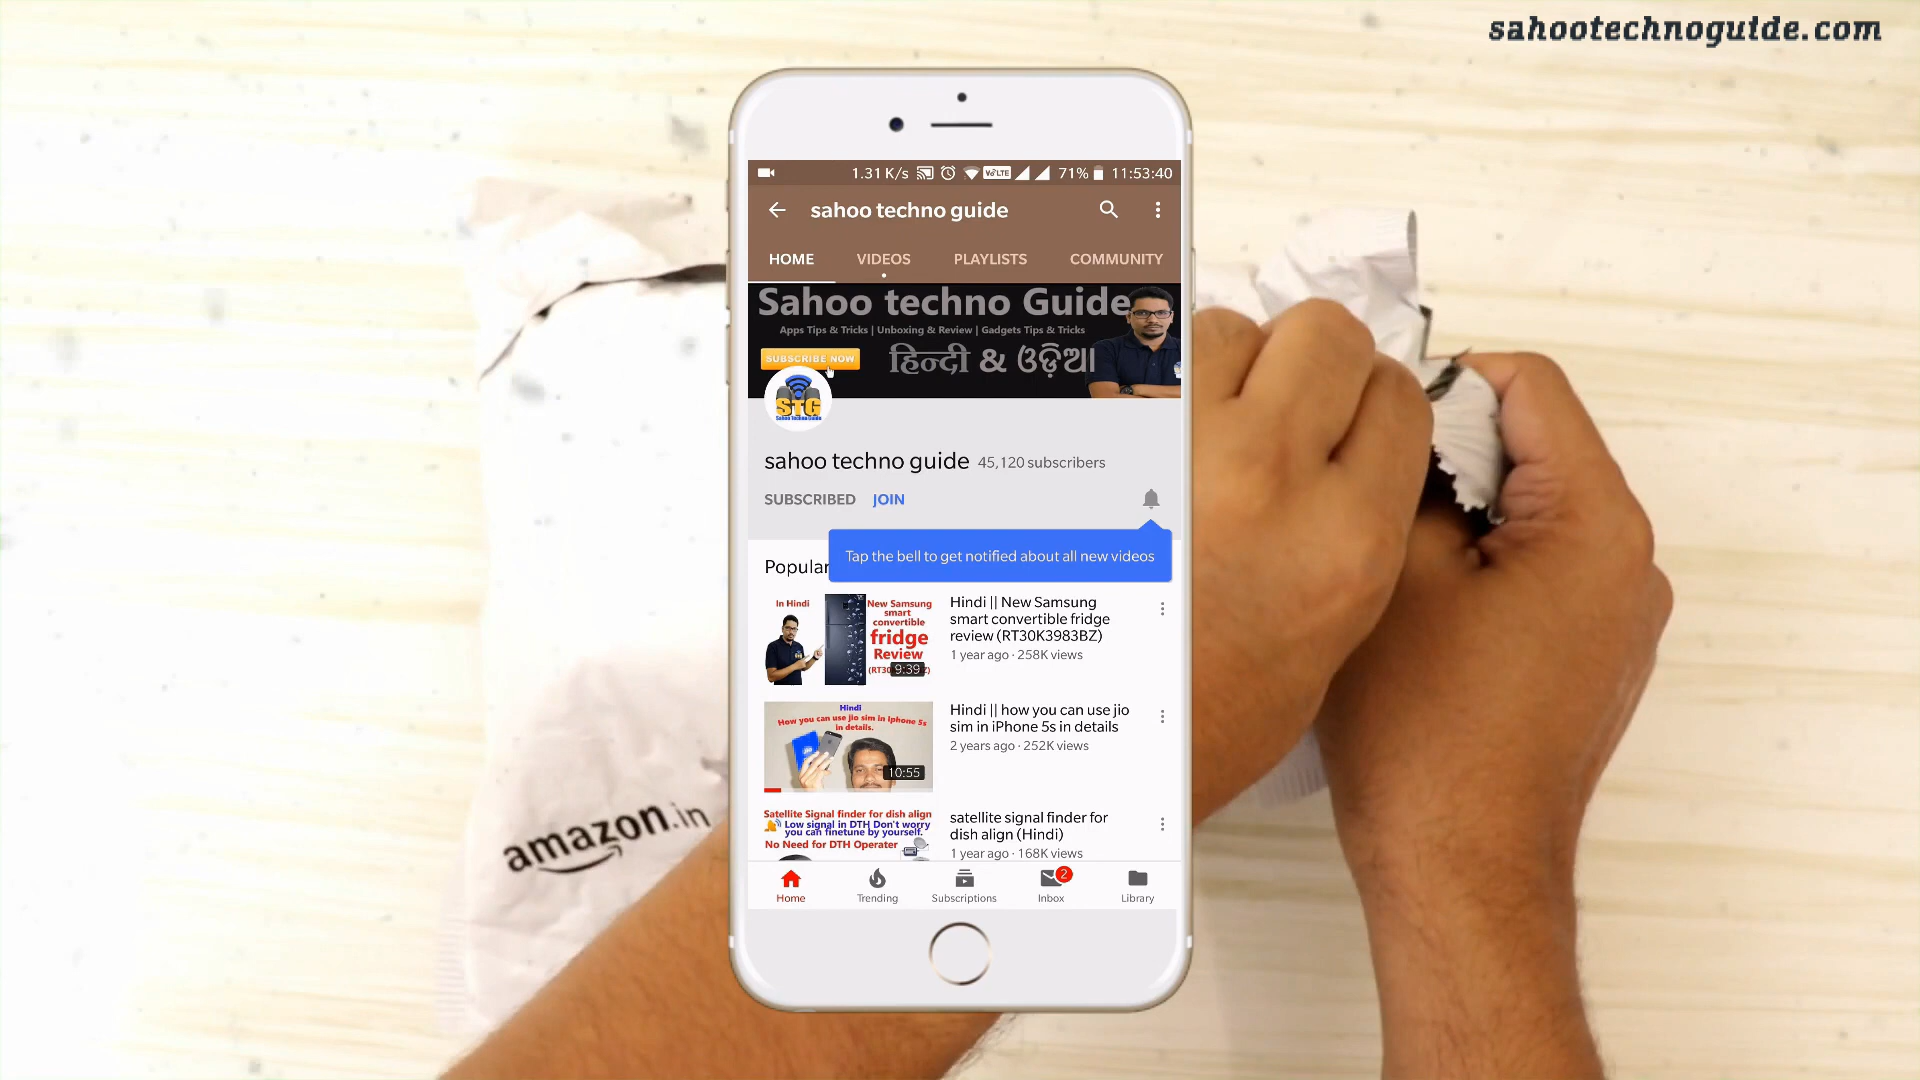 sahootechnoguide.com
1.31 K/s VoLTE 71% 11:53:40
sahoo techno guide
HOME VIDEOS PLAYLISTS COMMUNITY
Sahoo techno Guide
Apps Tips & Tricks | Unboxing & Review | Gadgets Tips & Tricks
SUBSCRIBE NOW
हिन्दी & ଓଡ଼ିଆ
STG
Sahoo Techno Guide
sahoo techno guide 45,120 subscribers
SUBSCRIBED JOIN
Tap the bell to get notified about all new videos
Popular
In Hindi
New Samsung
smart
convertible
fridge
Review
(RT30
9:39
Hindi || New Samsung
smart convertible fridge
review (RT30K3983BZ)
1 year ago · 258K views
Hindi
How you can use jio sim in Iphone 5s
in details.
10:55
Hindi || how you can use jio
sim in iPhone 5s in details
2 years ago · 252K views
Satellite Signal finder for dish align
Low signal in DTH Don't worry
you can finetune by yourself.
No Need for DTH Operator
satellite signal finder for
dish align (Hindi)
1 year ago · 168K views
Home Trending Subscriptions Inbox 2 Library
amazon.in